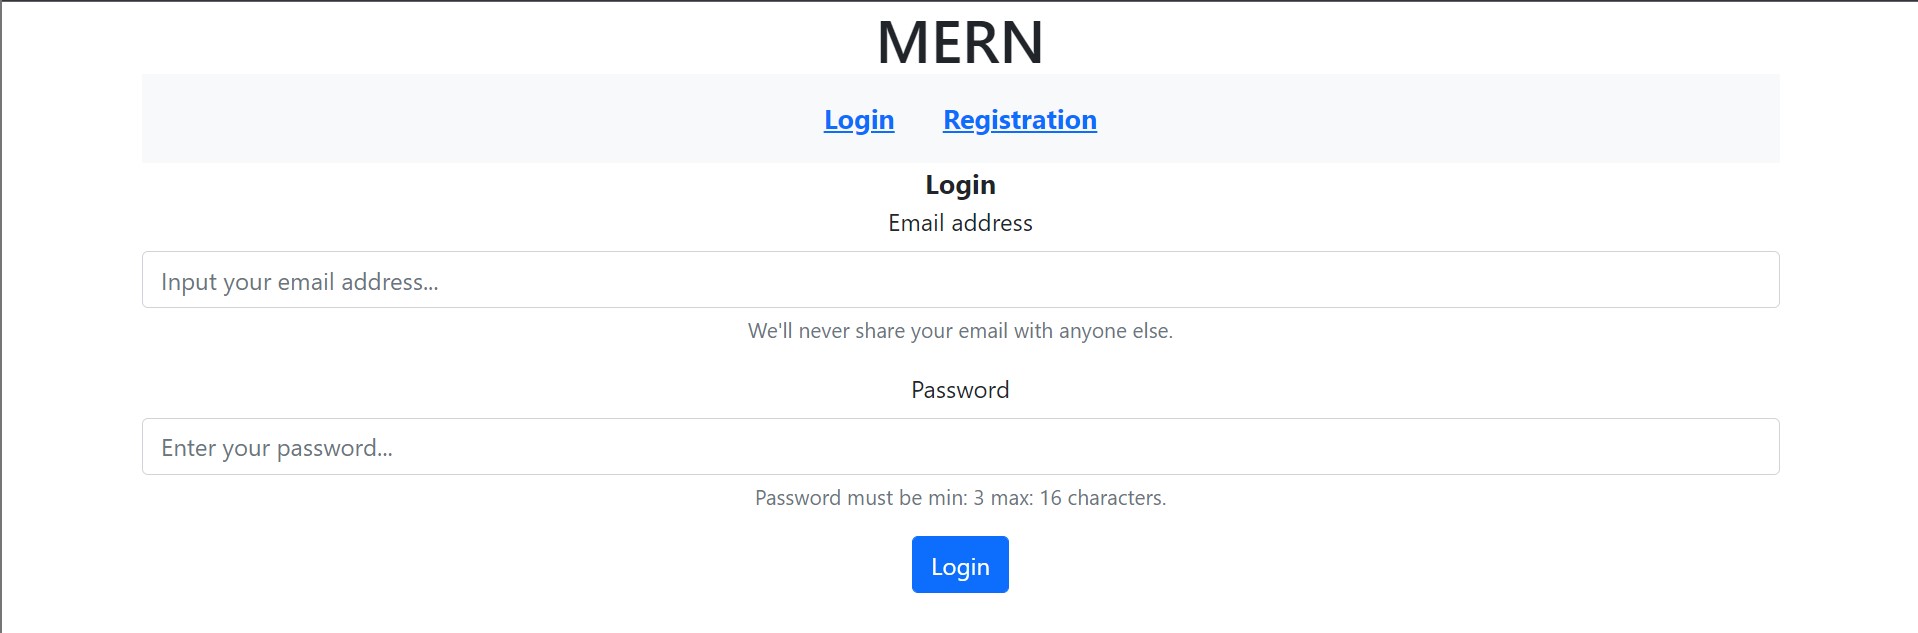 MERN
Login Registration
Login
Email address
Input your email address...
We'll never share your email with anyone else.
Password
Enter your password...
Password must be min: 3 max: 16 characters.
Login